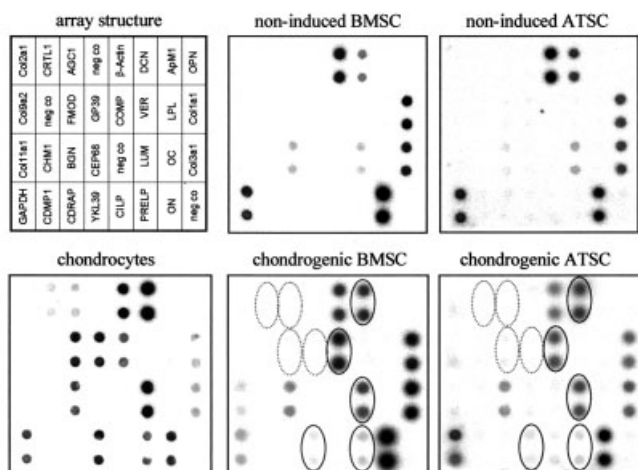 array structure
non-induced BMSC
non-induced ATSC
Col2a1 CRTL1 AGC1 neg co β-Actin DCN ApM1 OPN
Col9a2 neg co FMOD GP39 COMP VER LPL Col1a1
Col11a1 CHM1 BGN CEP68 neg co LUM OC Col3a1
GAPDH CDMP1 CDRAP YKL39 CILP PRELP ON neg co
chondrocytes
chondrogenic BMSC
chondrogenic ATSC